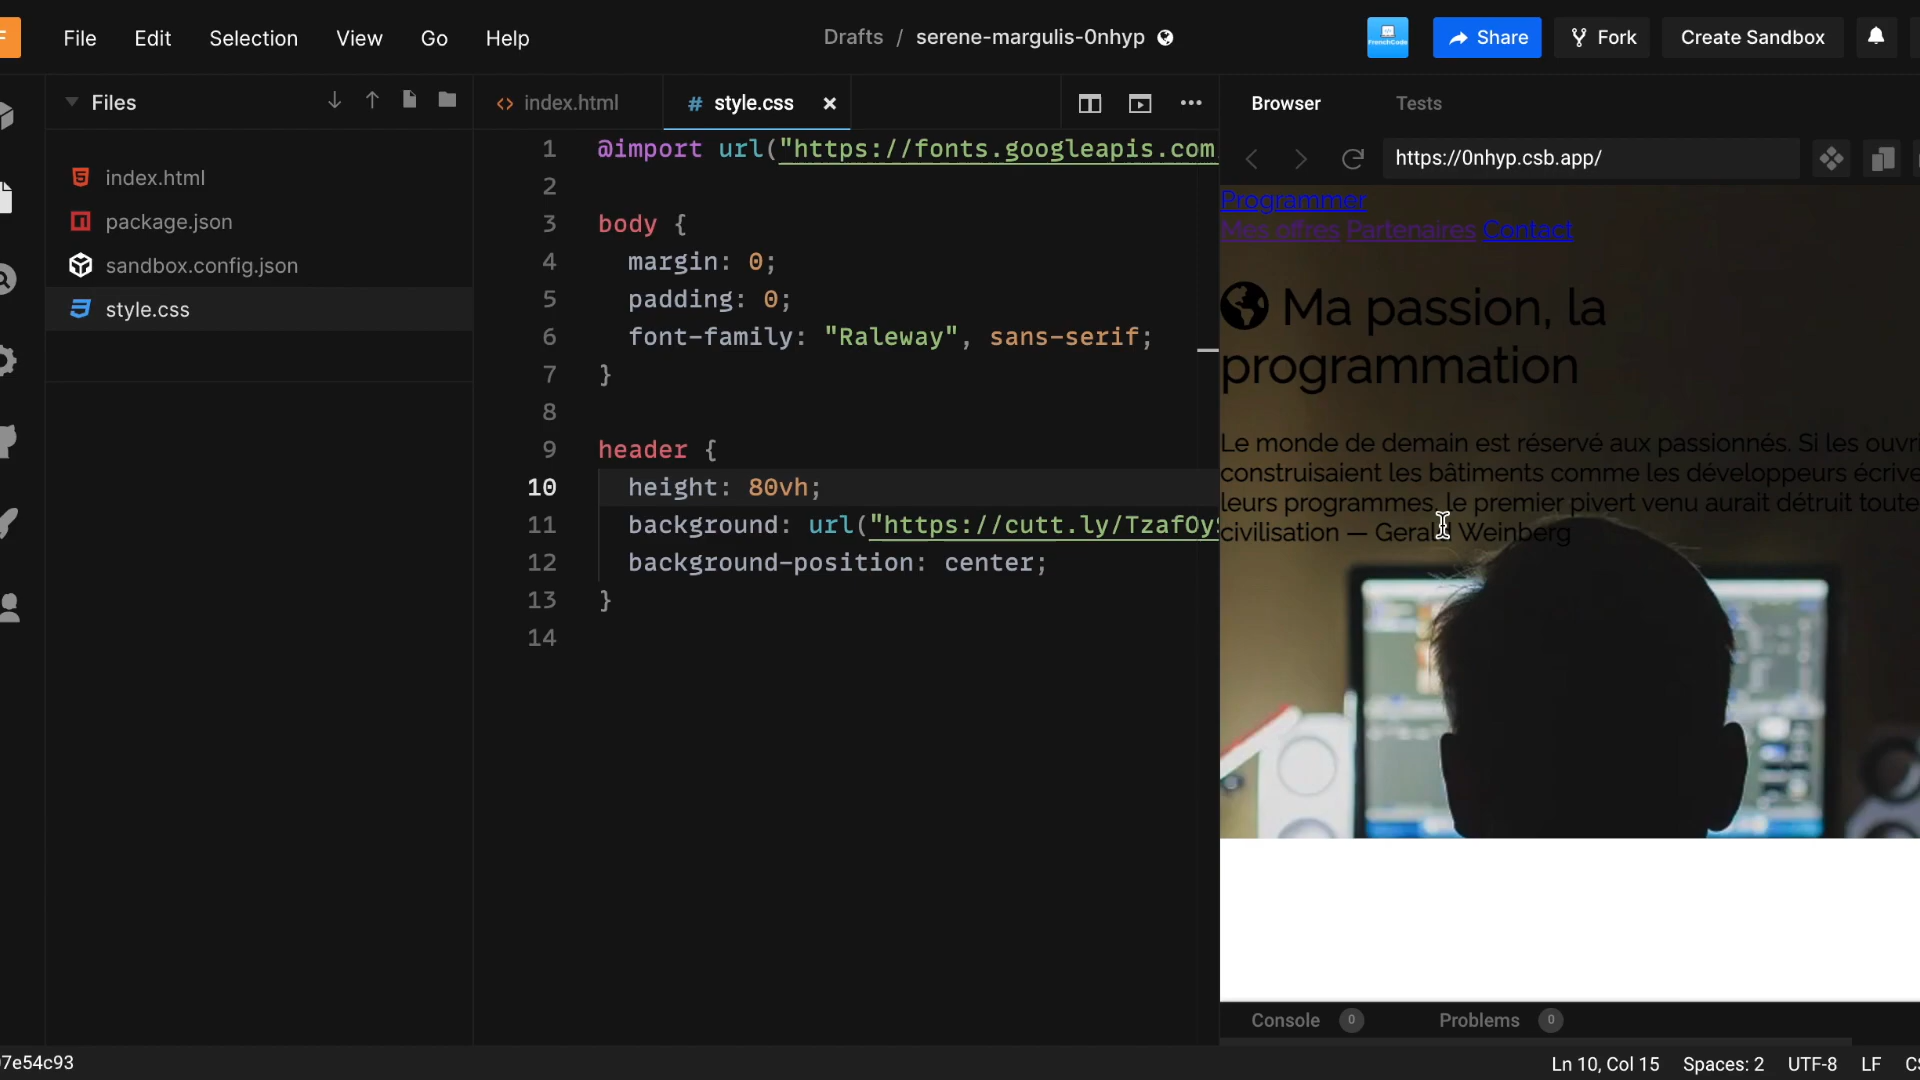 File Edit Selection View Go Help
Drafts / serene-margulis-0nhyp
Share
Fork
Create Sandbox
Files
index.html
package.json
sandbox.config.json
style.css
index.html
# style.css
1 @import url("https://fonts.googleapis.com
2
3 body {
4 margin: 0;
5 padding: 0;
6 font-family: "Raleway", sans-serif;
7 }
8
9 header {
10 height: 80vh;
11 background: url("https://cutt.ly/TzafOy
12 background-position: center;
13 }
14
Browser Tests
https://0nhyp.csb.app/
Programmer
Mes offres Partenaires Contact
Ma passion, la
programmation
Le monde de demain est réservé aux passionnés. Si les ouvr
construisaient les bâtiments comme les développeurs écrive
leurs programmes, le premier pivert venu aurait détruit toute
civilisation — Gerald Weinberg
Console 0 Problems 0
7e54c93
Ln 10, Col 15 Spaces: 2 UTF-8 LF